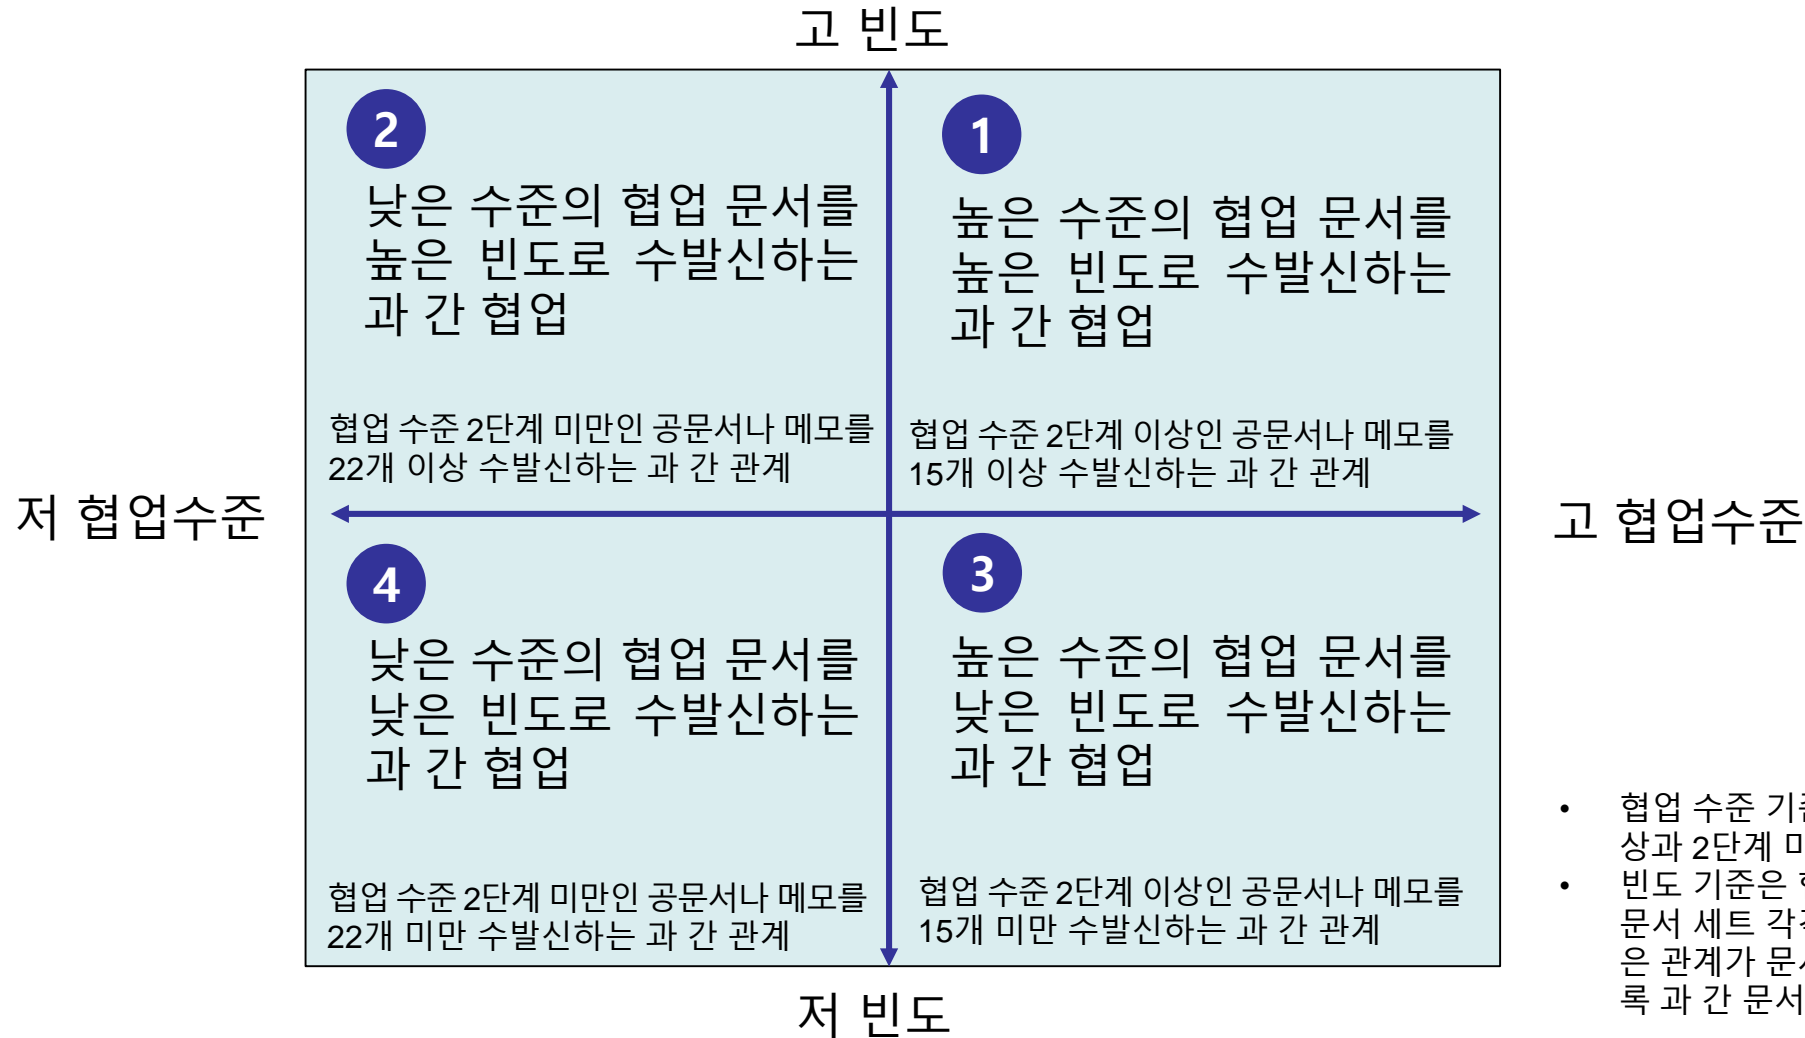 고 빈도
2
낮은 수준의 협업 문서를
높은 빈도로 수발신하는
과 간 협업
협업 수준 2단계 미만인 공문서나 메모를
22개 이상 수발신하는 과 간 관계
1
높은 수준의 협업 문서를
높은 빈도로 수발신하는
과 간 협업
협업 수준 2단계 이상인 공문서나 메모를
15개 이상 수발신하는 과 간 관계
저 협업수준
고 협업수준
4
낮은 수준의 협업 문서를
낮은 빈도로 수발신하는
과 간 협업
협업 수준 2단계 미만인 공문서나 메모를
22개 미만 수발신하는 과 간 관계
3
높은 수준의 협업 문서를
낮은 빈도로 수발신하는
과 간 협업
협업 수준 2단계 이상인 공문서나 메모를
15개 미만 수발신하는 과 간 관계
저 빈도
• 협업 수준
상과 2단계
• 빈도 기준은
문서 세트
은 관계가
록 과 간 문서